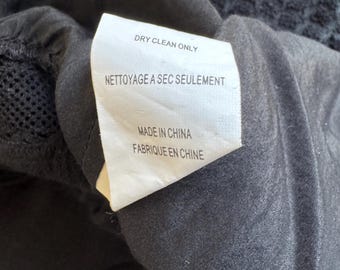 DRY CLEAN ONLY
NETTOYAGE A SEC SEULEMENT
MADE IN CHINA
FABRIQUE EN CHINE